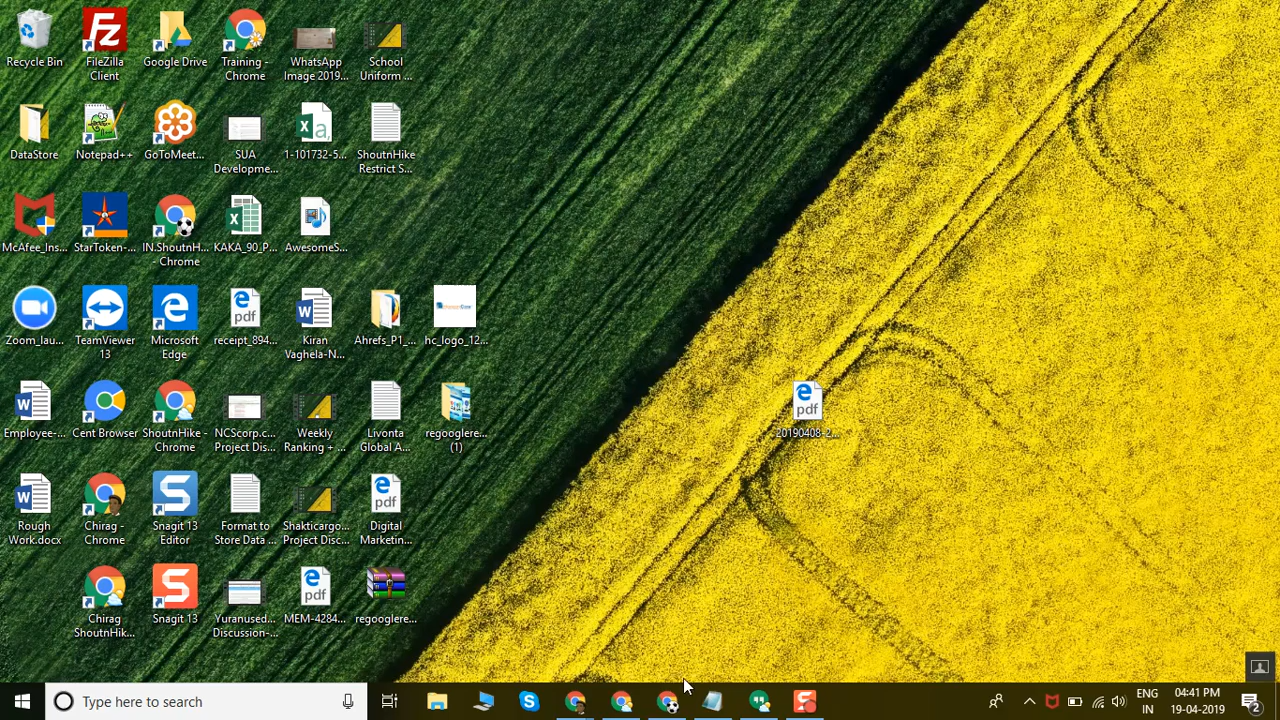 Recycle Bin
FileZilla
Client
Google Drive
Training -
Chrome
WhatsApp
Image 2019...
School
Uniform ...
DataStore
Notepad++
GoToMeet...
SUA
Developme...
1-101732-5...
ShoutnHike
Restrict S...
McAfee_Ins...
StarToken-...
IN.ShoutnH...
- Chrome
KAKA_90_P...
AwesomeS...
Zoom_lau...
TeamViewer
13
Microsoft
Edge
receipt_894...
Kiran
Vaghela-N...
Ahrefs_P1_...
hc_logo_12...
Employee-...
Cent Browser
ShoutnHike -
Chrome
NCScorp.c...
Project Dis...
Weekly
Ranking + ...
Livonta
Global A...
regooglere...
(1)
20190408-2...
Rough
Work.docx
Chirag -
Chrome
Snagit 13
Editor
Format to
Store Data ...
Shakticargo...
Project Disc...
Digital
Marketin...
Chirag
ShoutnHik...
Snagit 13
Yuranused...
Discussion-...
MEM-4284...
regooglere...
Type here to search
ENG
IN
04:41 PM
19-04-2019
2